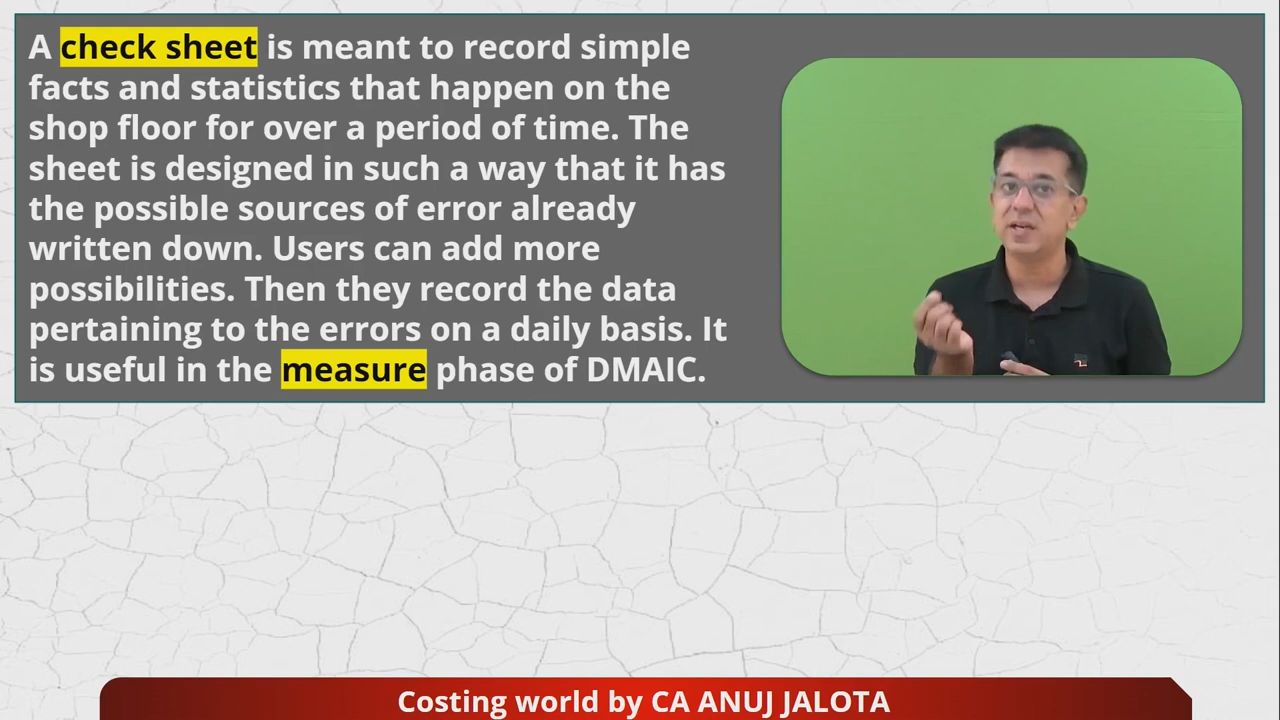 A check sheet is meant to record simple
facts and statistics that happen on the
shop floor for over a period of time. The
sheet is designed in such a way that it has
the possible sources of error already
written down. Users can add more
possibilities. Then they record the data
pertaining to the errors on a daily basis. It
is useful in the measure phase of DMAIC.
Costing world by CA ANUJ JALOTA